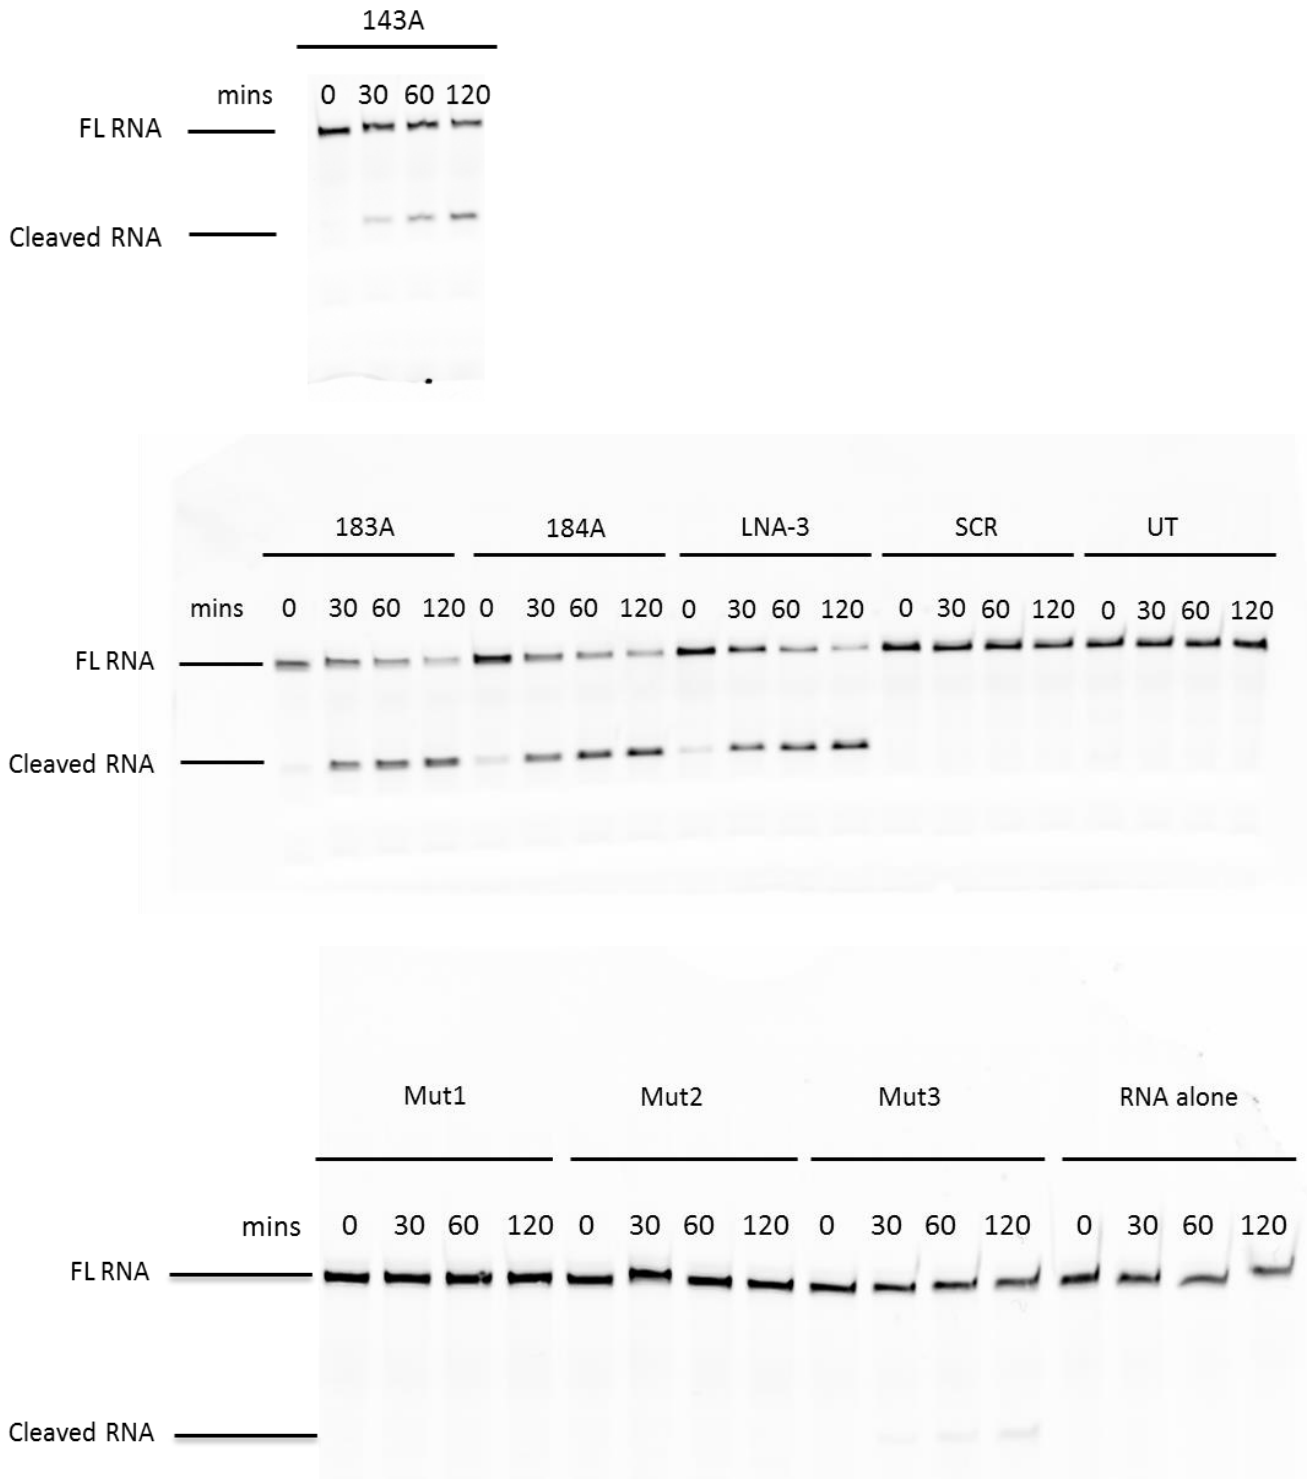 143A
mins 0 30 60 120
FL RNA
Cleaved RNA
183A 184A LNA-3 SCR UT
mins 0 30 60 120 0 30 60 120 0 30 60 120 0 30 60 120 0 30 60 120
FL RNA
Cleaved RNA
Mut1 Mut2 Mut3 RNA alone
mins 0 30 60 120 0 30 60 120 0 30 60 120 0 30 60 120
FL RNA
Cleaved RNA